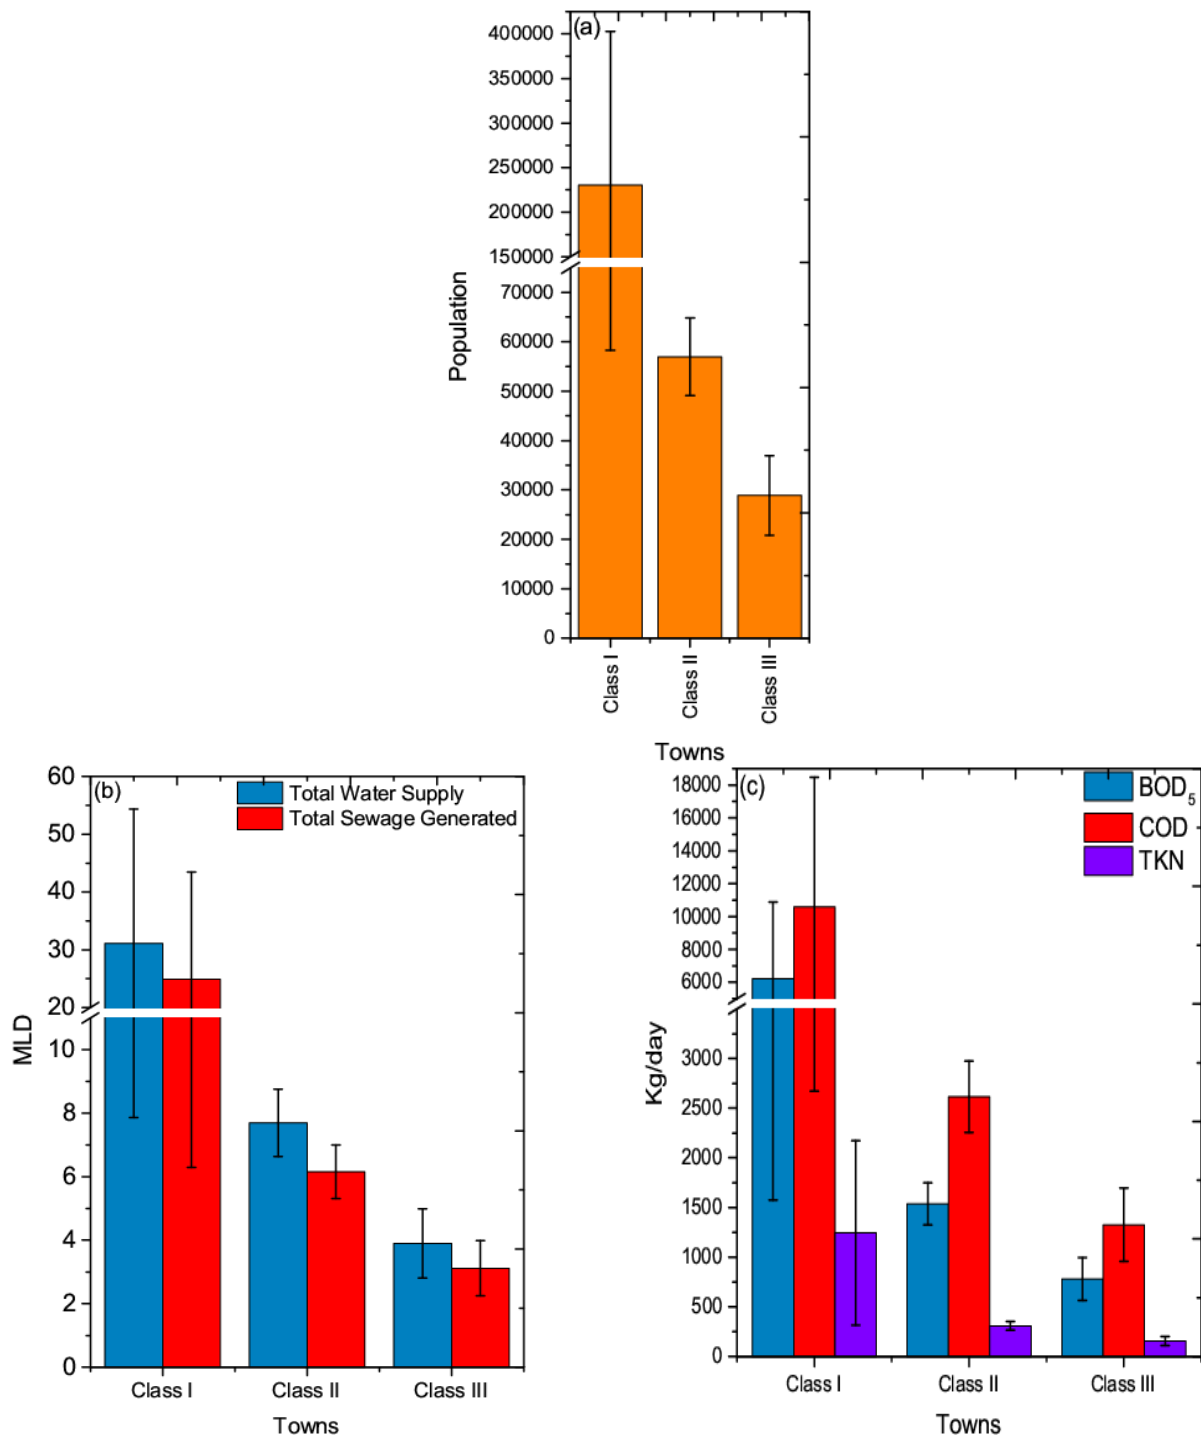 (a)
400000
350000
300000
250000
200000
150000
70000
60000
50000
40000
30000
20000
10000
0
Population
Class I
Class II
Class III
Towns
(b)
Total Water Supply
Total Sewage Generated
60
50
40
30
20
10
8
6
4
2
0
MLD
Class I Class II Class III
Towns
(c)
BOD5
COD
TKN
18000
16000
14000
12000
10000
8000
6000
3000
2500
2000
1500
1000
500
0
Kg/day
Class I Class II Class III
Towns